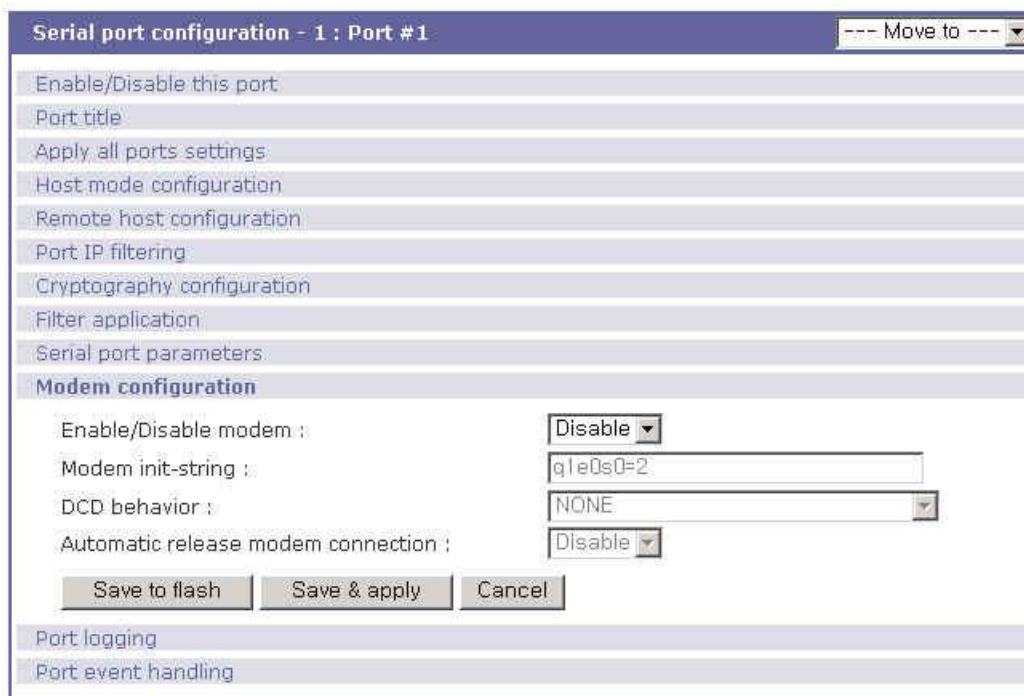 Serial port configuration - 1 : Port #1 --- Move to ---
Enable/Disable this port
Port title
Apply all ports settings
Host mode configuration
Remote host configuration
Port IP filtering
Cryptography configuration
Filter application
Serial port parameters
Modem configuration
Enable/Disable modem : Disable
Modem init-string : q1e0s0=2
DCD behavior : NONE
Automatic release modem connection : Disable
Save to flash Save & apply Cancel
Port logging
Port event handling